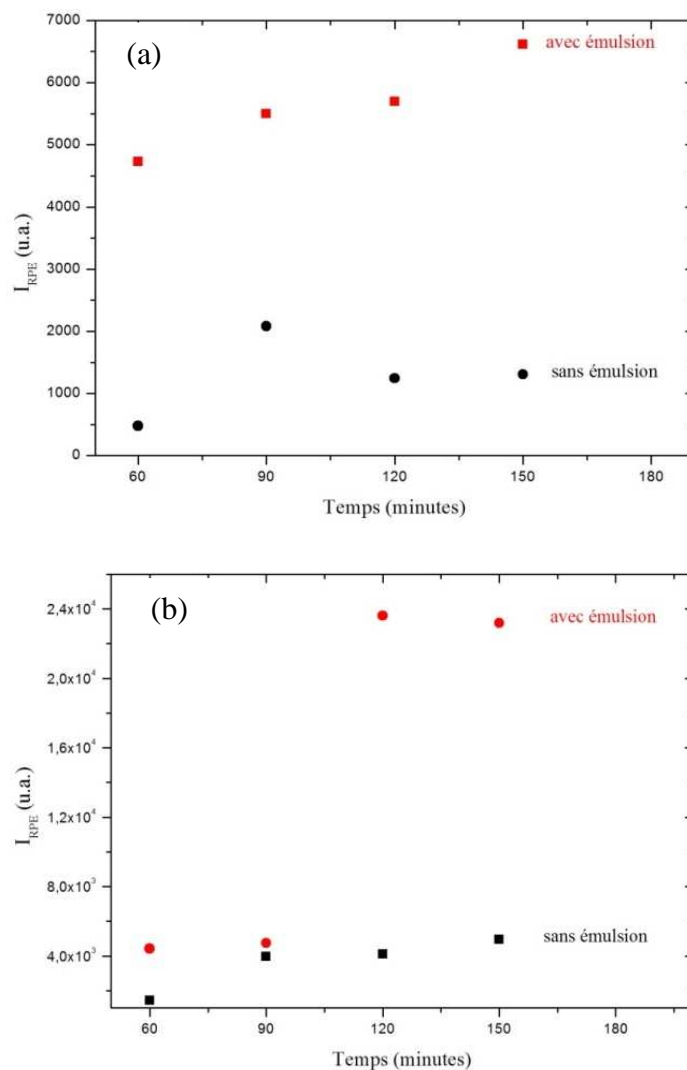 (a)
7000
6000
5000
4000
3000
2000
1000
0
I_RPE (u.a.)
avec émulsion
sans émulsion
60 90 120 150 180
Temps (minutes)
(b)
2,4x10⁴
2,0x10⁴
1,6x10⁴
1,2x10⁴
8,0x10³
4,0x10³
I_RPE (u.a.)
avec émulsion
sans émulsion
60 90 120 150 180
Temps (minutes)